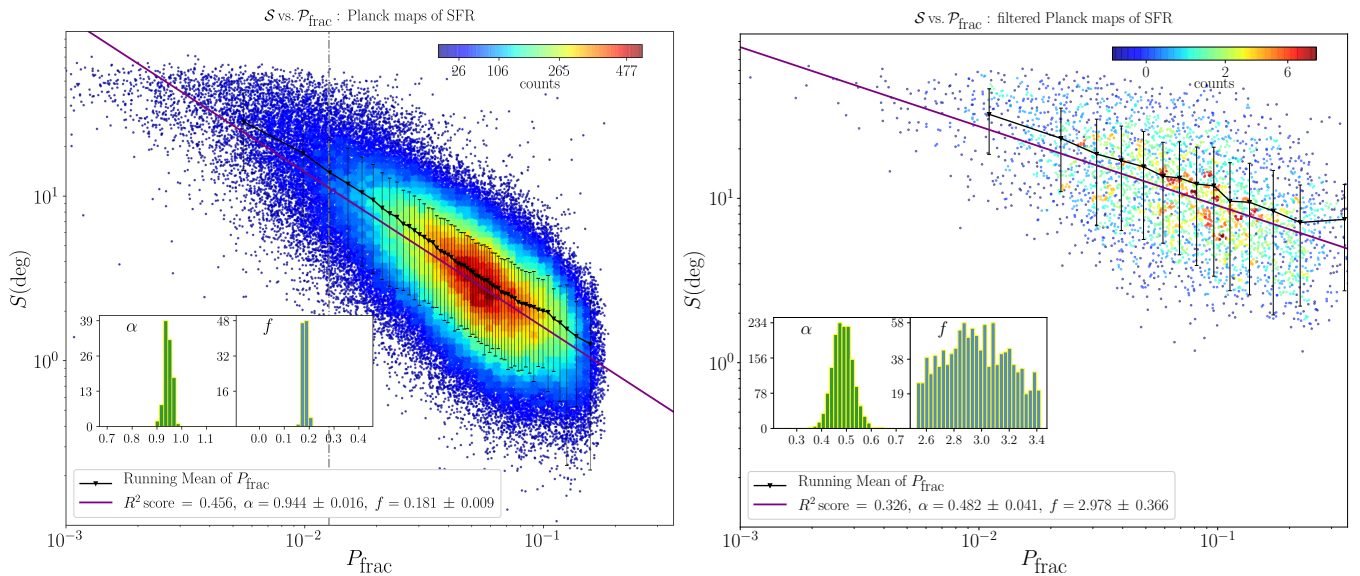 𝒮 vs. 𝒫_frac : Planck maps of SFR
26 106 265 477
counts
10^1
10^0
S(deg)
39 26 13 0
α
0.7 0.8 0.9 1.0 1.1
48 32 16 0
f
0.0 0.1 0.2 0.3 0.4
Running Mean of P_frac
R² score = 0.456, α = 0.944 ± 0.016, f = 0.181 ± 0.009
10^−3 10^−2 10^−1
P_frac
𝒮 vs. 𝒫_frac : filtered Planck maps of SFR
0 2 6
counts
10^1
10^0
S(deg)
234 156 78 0
α
0.3 0.4 0.5 0.6 0.7
58 38 18
f
2.6 2.8 3.0 3.2 3.4
Running Mean of P_frac
R² score = 0.326, α = 0.482 ± 0.041, f = 2.978 ± 0.366
10^−3 10^−2 10^−1
P_frac